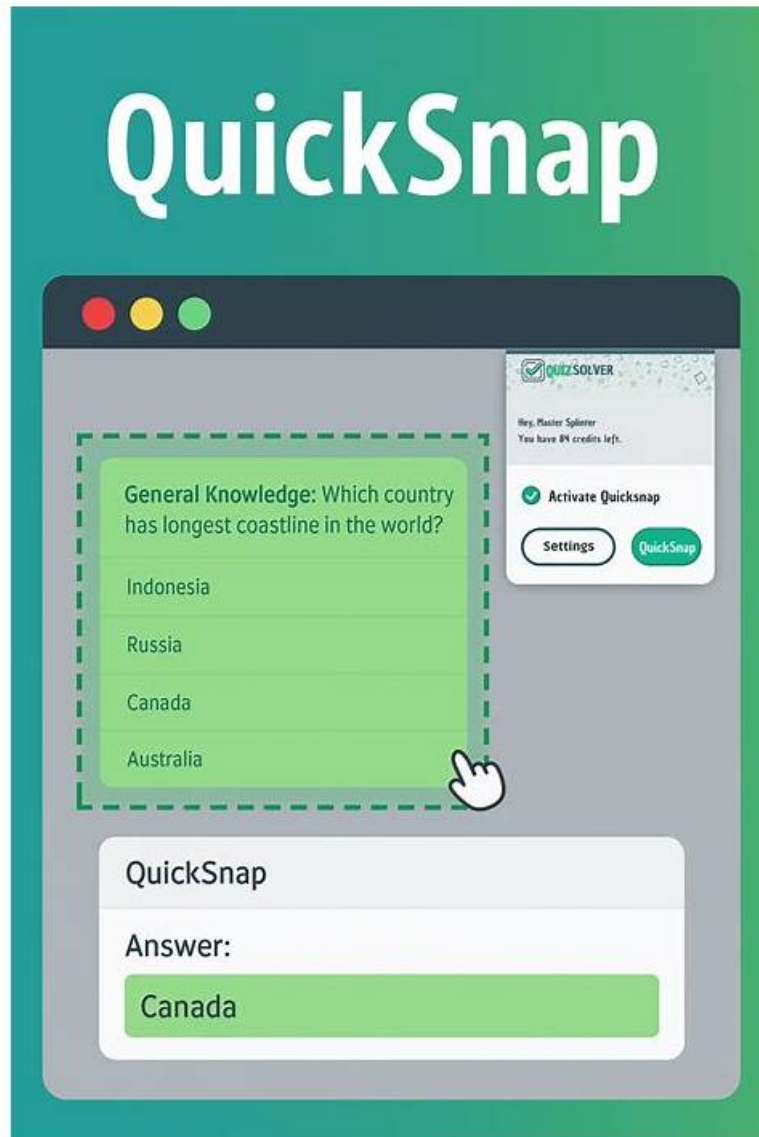 QuickSnap
QUIZSOLVER
Hey, Master Splinter
You have 84 credits left.
Activate Quicksnap
Settings
QuickSnap
General Knowledge: Which country
has longest coastline in the world?
Indonesia
Russia
Canada
Australia
QuickSnap
Answer:
Canada